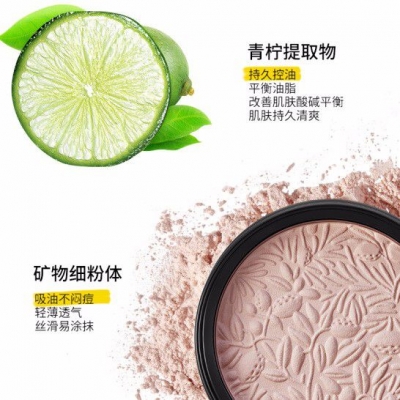 青柠提取物
持久控油
平衡油脂
改善肌肤酸碱平衡
肌肤持久清爽
矿物细粉体
吸油不闷痘
轻薄透气
丝滑易涂抹